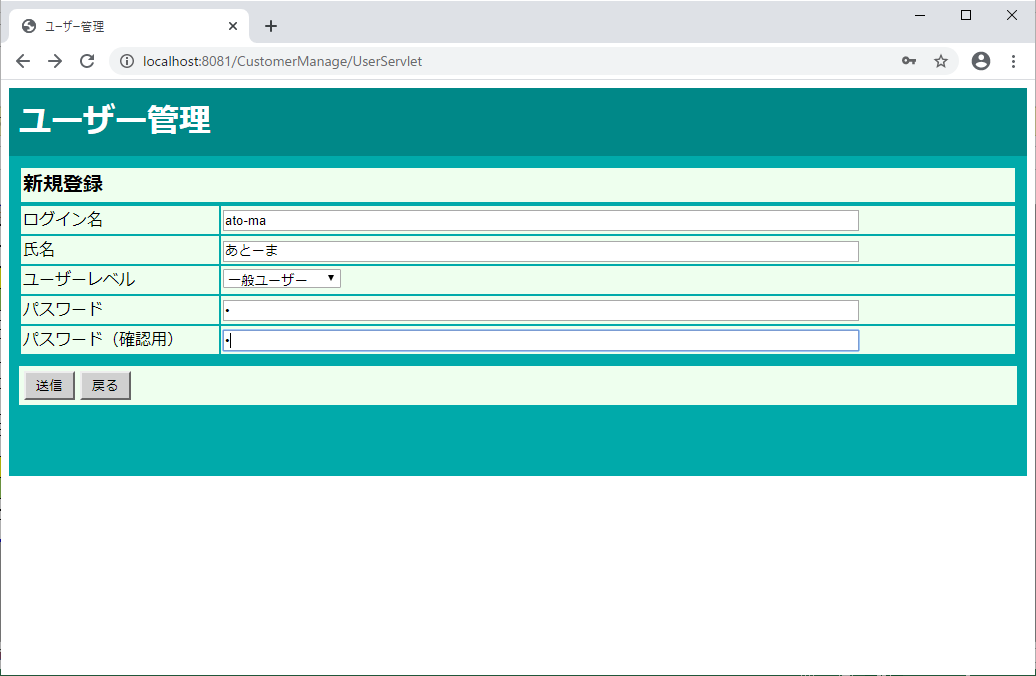 ユーザー管理
localhost:8081/CustomerManage/UserServlet
ユーザー管理
新規登録
ログイン名 ato-ma
氏名 あとーま
ユーザーレベル 一般ユーザー
パスワード •
パスワード（確認用） •
送信 戻る